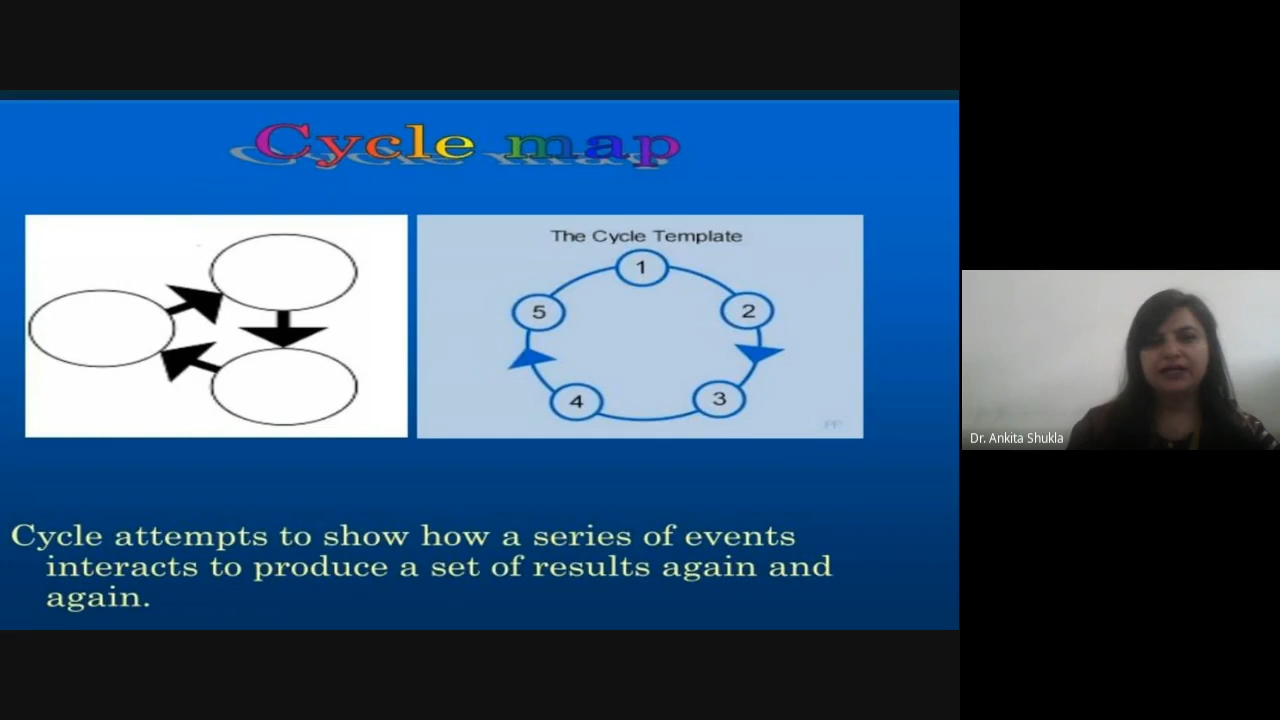 Cycle map
The Cycle Template
1
5
2
4
3
Cycle attempts to show how a series of events
interacts to produce a set of results again and
again.
Dr. Ankita Shukla